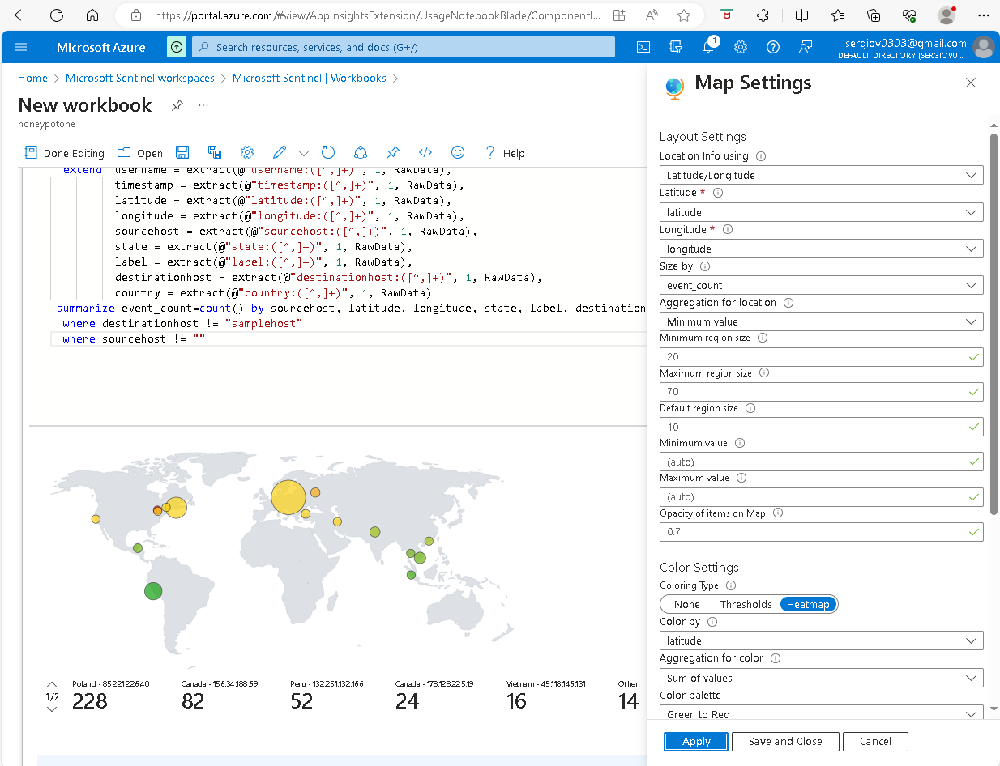 https://portal.azure.com/#view/AppInsightsExtension/UsageNotebookBlade/ComponentI...
Microsoft Azure
Search resources, services, and docs (G+/)
1
sergiov0303@gmail.com
DEFAULT DIRECTORY (SERGIOV0...
Home > Microsoft Sentinel workspaces > Microsoft Sentinel | Workbooks >
New workbook
...
honeypotone
Done Editing Open Help
| extend username = extract(@"username:([^,]+)", 1, RawData),
timestamp = extract(@"timestamp:([^,]+)", 1, RawData),
latitude = extract(@"latitude:([^,]+)", 1, RawData),
longitude = extract(@"longitude:([^,]+)", 1, RawData),
sourcehost = extract(@"sourcehost:([^,]+)", 1, RawData),
state = extract(@"state:([^,]+)", 1, RawData),
label = extract(@"label:([^,]+)", 1, RawData),
destinationhost = extract(@"destinationhost:([^,]+)", 1, RawData),
country = extract(@"country:([^,]+)", 1, RawData)
|summarize event_count=count() by sourcehost, latitude, longitude, state, label, destination
| where destinationhost != "samplehost"
| where sourcehost != ""
1/2
Poland - 85.221.226.40
228
Canada - 156.34.188.69
82
Peru - 132.251.132.166
52
Canada - 178.128.225.19
24
Vietnam - 45.118.146.131
16
Other
14
Map Settings
Layout Settings
Location Info using
Latitude/Longitude
Latitude *
latitude
Longitude *
longitude
Size by
event_count
Aggregation for location
Minimum value
Minimum region size
20
Maximum region size
70
Default region size
10
Minimum value
(auto)
Maximum value
(auto)
Opacity of items on Map
0.7
Color Settings
Coloring Type
None Thresholds Heatmap
Color by
latitude
Aggregation for color
Sum of values
Color palette
Green to Red
Apply Save and Close Cancel